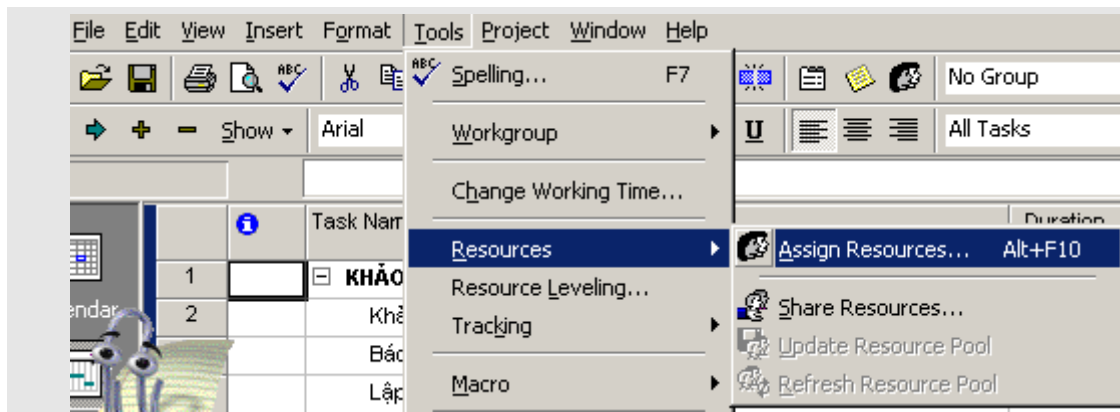 File Edit View Insert Format Tools Project Window Help
ABC ABC Spelling... F7 No Group
Show Arial Workgroup U All Tasks
Change Working Time...
Task Nam Duration
Resources Assign Resources... Alt+F10
1 KHẢO Resource Leveling...
2 Khả Share Resources...
endar Tracking
Update Resource Pool
Báo
Lập Macro Refresh Resource Pool